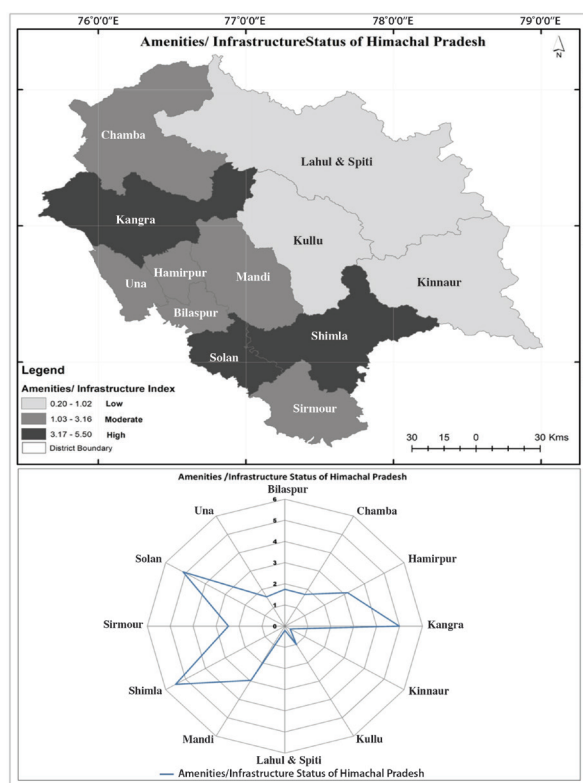 76°0'0" 77°0'0" 78°0'0" 79°0'0"
Amenities/ InfrastructureStatus of Himachal Pradesh
N
Chamba
Lahul & Spiti
Kangra
Kullu
Hamirpur
Mandi
Una
Kinnaur
Bilaspur
Shimla
Solan
Sirmour
Legend
Amenities/ Infrastructure Index
0.20 - 1.02 Low
1.03 - 3.16 Moderate
3.17 - 5.50 High
District Boundary
30 15 0 30 Kms
Amenities /Infrastructure Status of Himachal Pradesh
Bilaspur
Una
Chamba
Solan
Hamirpur
Sirmour
Kangra
Shimla
Kinnaur
Mandi
Kullu
Lahul & Spiti
6
5
4
3
2
1
0
Amenities/Infrastructure Status of Himachal Pradesh